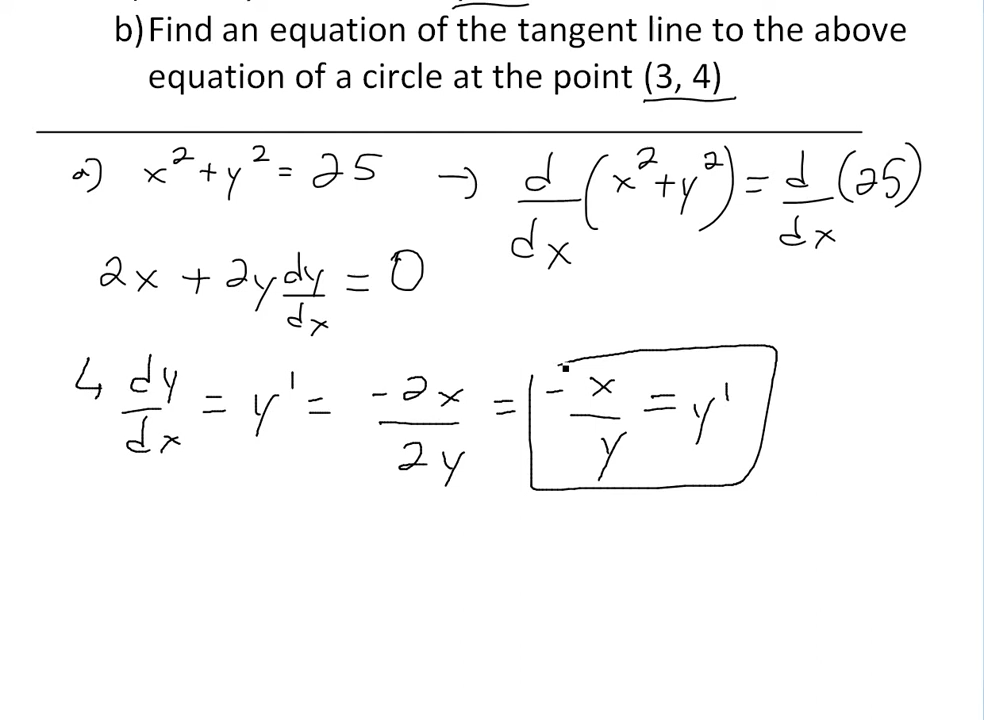 b) Find an equation of the tangent line to the above
equation of a circle at the point (3, 4)
a) x² + y² = 25 → d/dx (x² + y²) = d/dx (25)
2x + 2y dy/dx = 0
↳ dy/dx = y' = -2x/2y = -x/y = y'